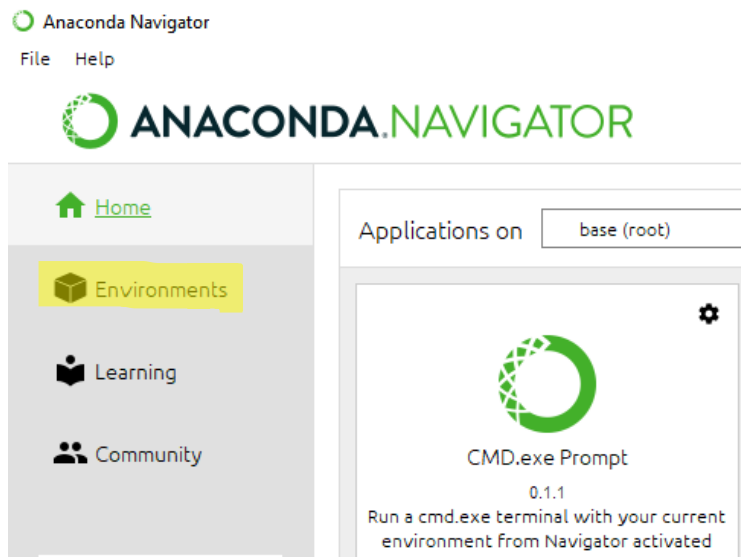 Anaconda Navigator
File Help
ANACONDA.NAVIGATOR
Home
Environments
Learning
Community
Applications on base (root)
CMD.exe Prompt
0.1.1
Run a cmd.exe terminal with your current
environment from Navigator activated